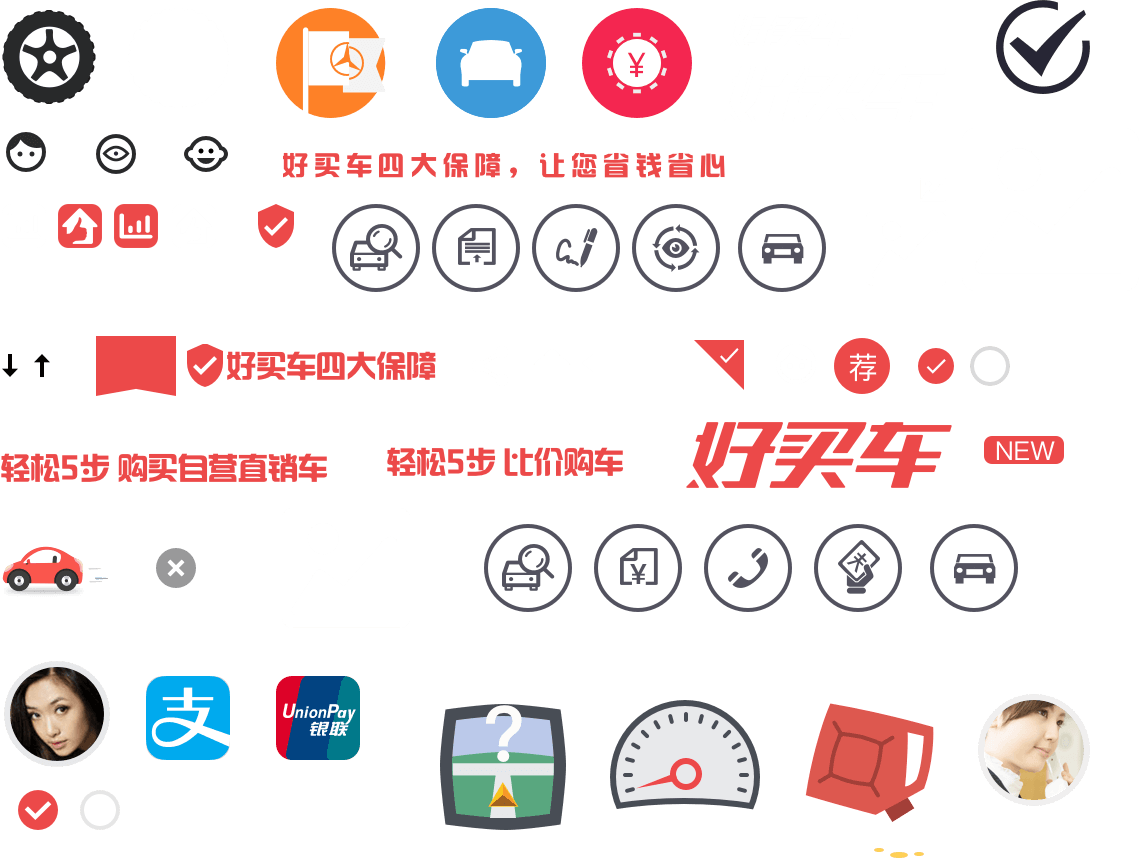 ¥
好买车四大保障，让您省钱省心
好买车四大保障
荐
轻松5步 购买自营直销车
轻松5步 比价购车
好买车
NEW
¥
支
UnionPay
银联
?